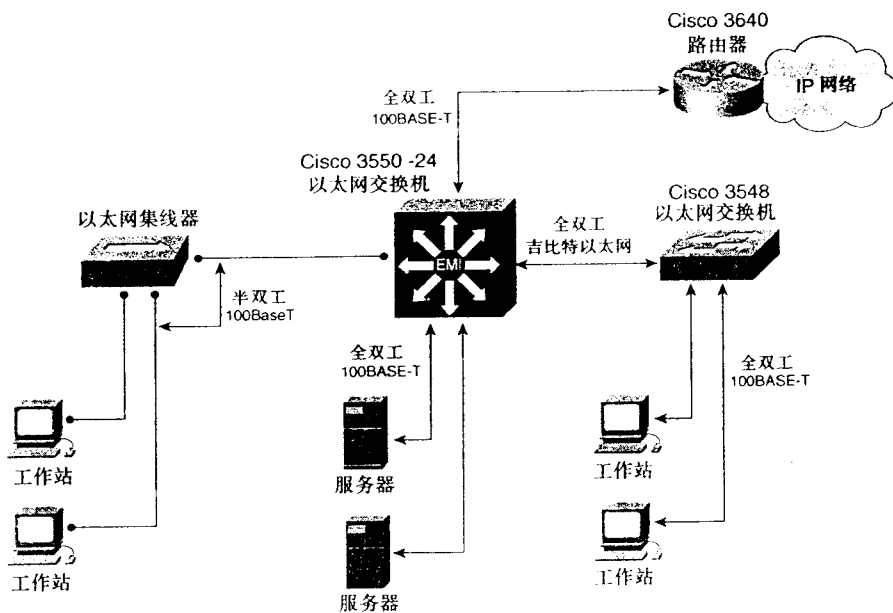 Cisco 3640
路由器
IP 网络
全双工
100BASE-T
Cisco 3550 -24
以太网交换机
Cisco 3548
以太网交换机
以太网集线器
全双工
吉比特以太网
EMI
半双工
100BaseT
全双工
100BASE-T
全双工
100BASE-T
工作站
服务器
工作站
工作站
服务器
工作站